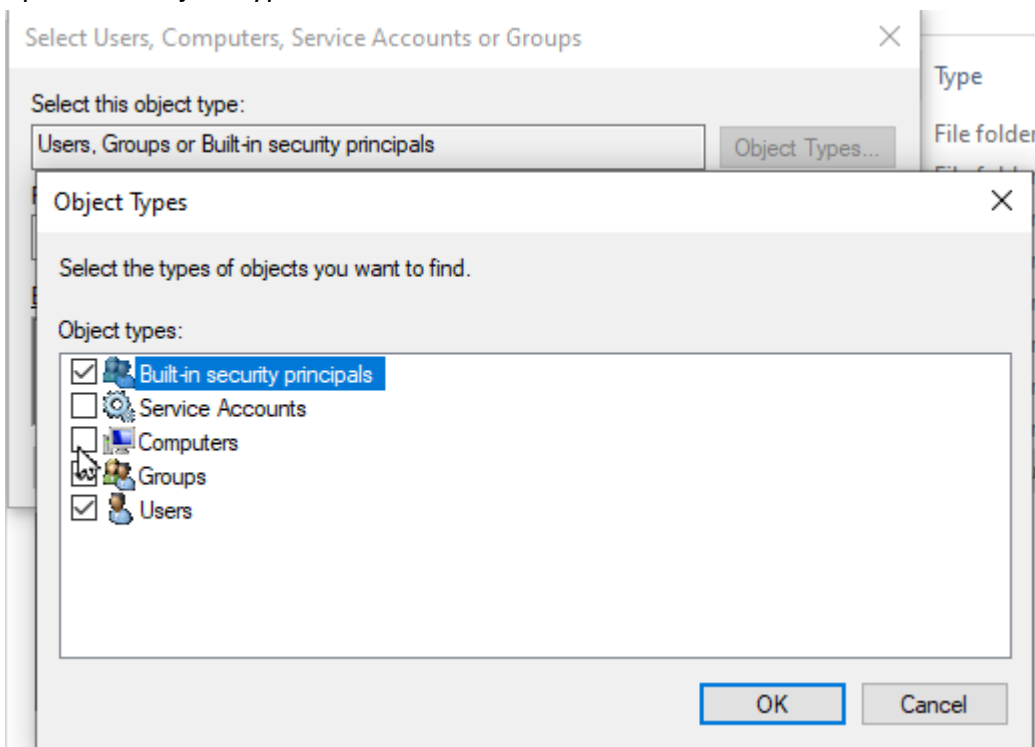 Select Users, Computers, Service Accounts or Groups
Type
Select this object type:
Users, Groups or Built-in security principals
Object Types...
File folder
Object Types
Select the types of objects you want to find.
Object types:
Built-in security principals
Service Accounts
Computers
Groups
Users
OK
Cancel